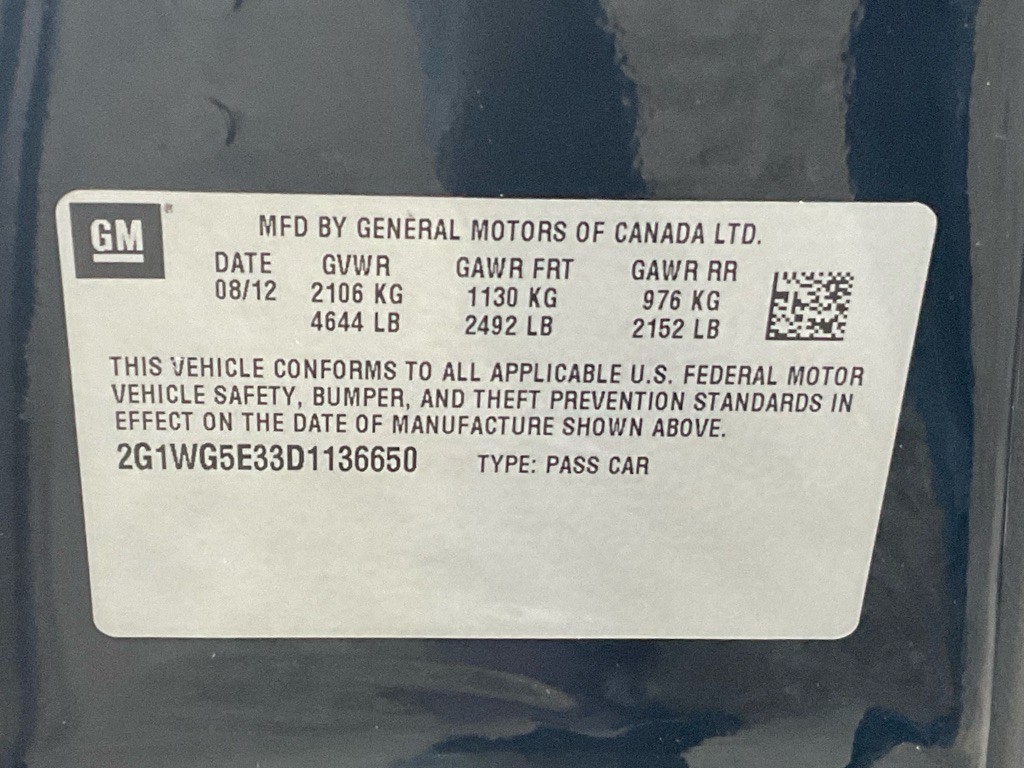 GM®
MFD BY GENERAL MOTORS OF CANADA LTD.
DATE GVWR GAWR FRT GAWR RR
08/12 2106 KG 1130 KG 976 KG
4644 LB 2492 LB 2152 LB
THIS VEHICLE CONFORMS TO ALL APPLICABLE U.S. FEDERAL MOTOR
VEHICLE SAFETY, BUMPER, AND THEFT PREVENTION STANDARDS IN
EFFECT ON THE DATE OF MANUFACTURE SHOWN ABOVE.
2G1WG5E33D1136650 TYPE: PASS CAR